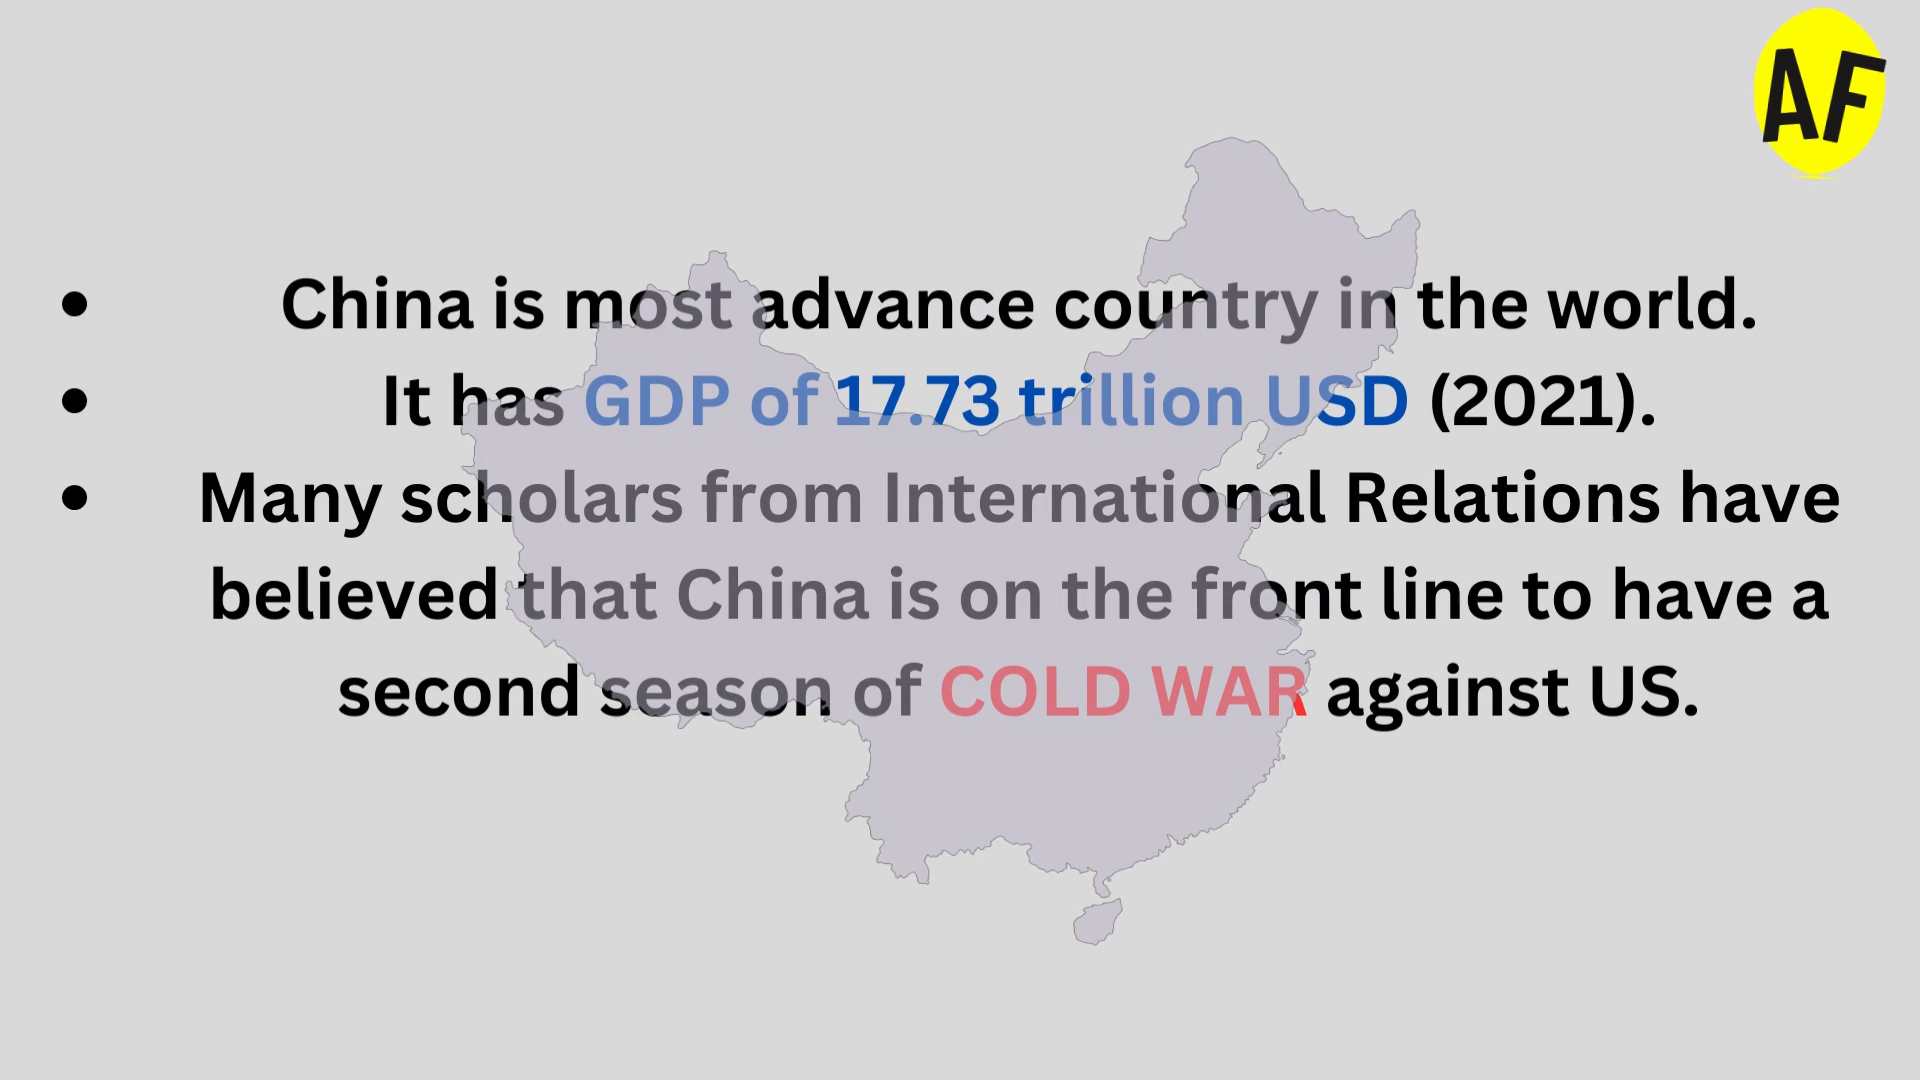 AF
• China is most advance country in the world.
• It has GDP of 17.73 trillion USD (2021).
• Many scholars from International Relations have
believed that China is on the front line to have a
second season of COLD WAR against US.